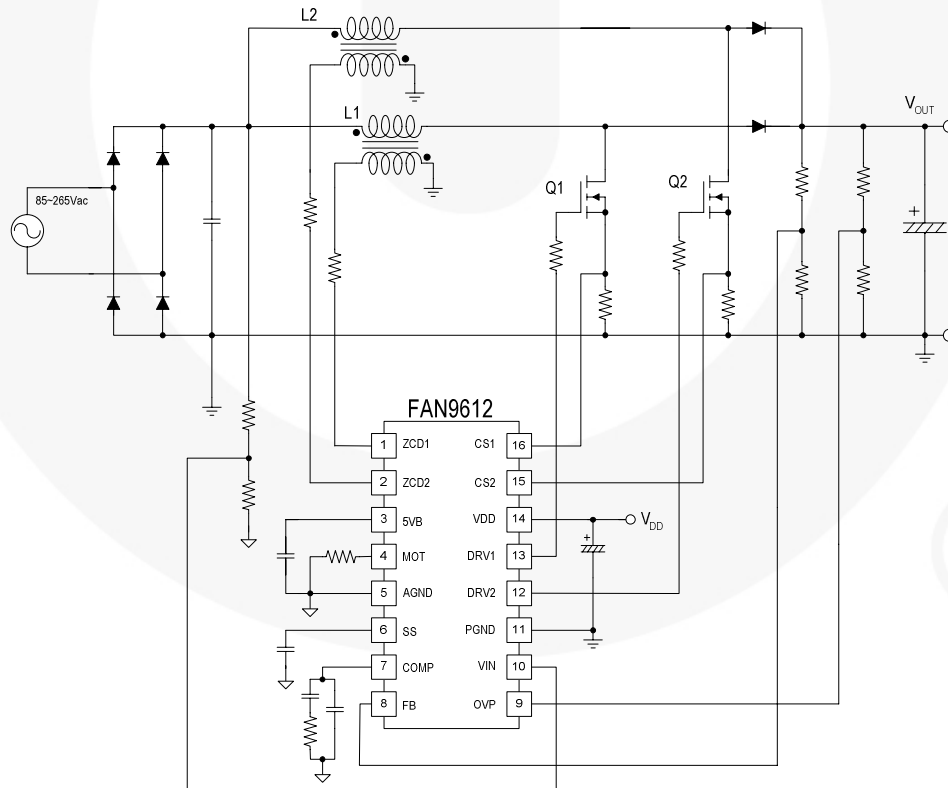 L2
L1
V_OUT
Q1
Q2
85~265Vac
+
FAN9612
1 ZCD1 CS1 16
2 ZCD2 CS2 15
3 5VB VDD 14
V_DD
+
4 MOT DRV1 13
5 AGND DRV2 12
6 SS PGND 11
7 COMP VIN 10
8 FB OVP 9